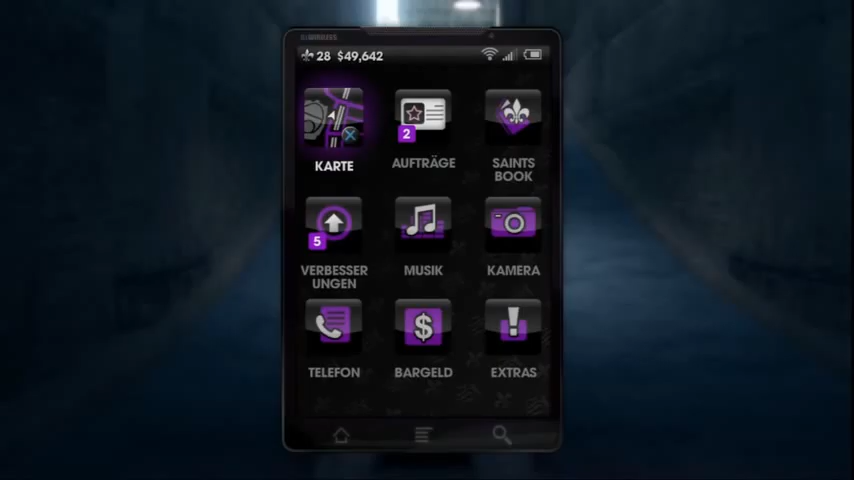 28 $49,642
KARTE
2
AUFTRÄGE
SAINTS
BOOK
5
VERBESSER
UNGEN
MUSIK
KAMERA
TELEFON
BARGELD
EXTRAS